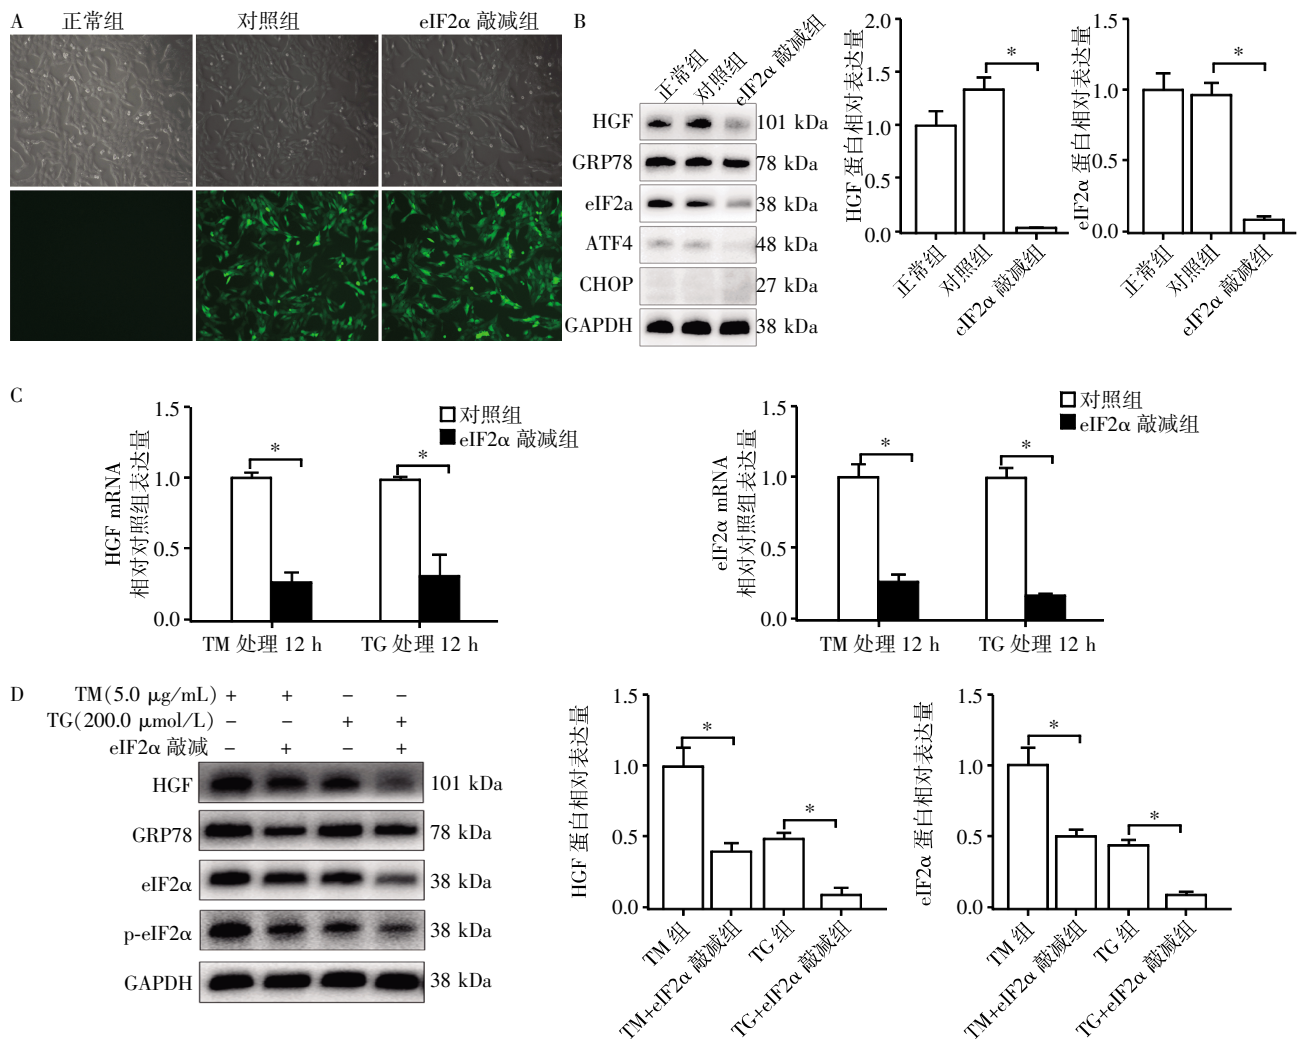 A 正常组 对照组 eIF2α 敲减组
B 正常组 对照组 eIF2α 敲减组
HGF 101 kDa
GRP78 78 kDa
eIF2a 38 kDa
ATF4 48 kDa
CHOP 27 kDa
GAPDH 38 kDa
HGF 蛋白相对表达量
2.0
1.5
1.0
0.5
0.0
*
正常组 对照组 eIF2α 敲减组
eIF2α 蛋白相对表达量
1.5
1.0
0.5
0.0
*
正常组 对照组 eIF2α 敲减组
C
HGF mRNA
相对对照组表达量
1.5
1.0
0.5
0.0
* *
对照组
eIF2α 敲减组
TM 处理 12 h TG 处理 12 h
eIF2α mRNA
相对对照组表达量
1.5
1.0
0.5
0.0
* *
对照组
eIF2α 敲减组
TM 处理 12 h TG 处理 12 h
D TM(5.0 μg/mL) + + − −
TG(200.0 μmol/L) − − + +
eIF2α 敲减 − + − +
HGF 101 kDa
GRP78 78 kDa
eIF2α 38 kDa
p-eIF2α 38 kDa
GAPDH 38 kDa
HGF 蛋白相对表达量
1.5
1.0
0.5
0.0
* *
TM 组 TM+eIF2α 敲减组 TG 组 TG+eIF2α 敲减组
eIF2α 蛋白相对表达量
1.5
1.0
0.5
0.0
* *
TM 组 TM+eIF2α 敲减组 TG 组 TG+eIF2α 敲减组